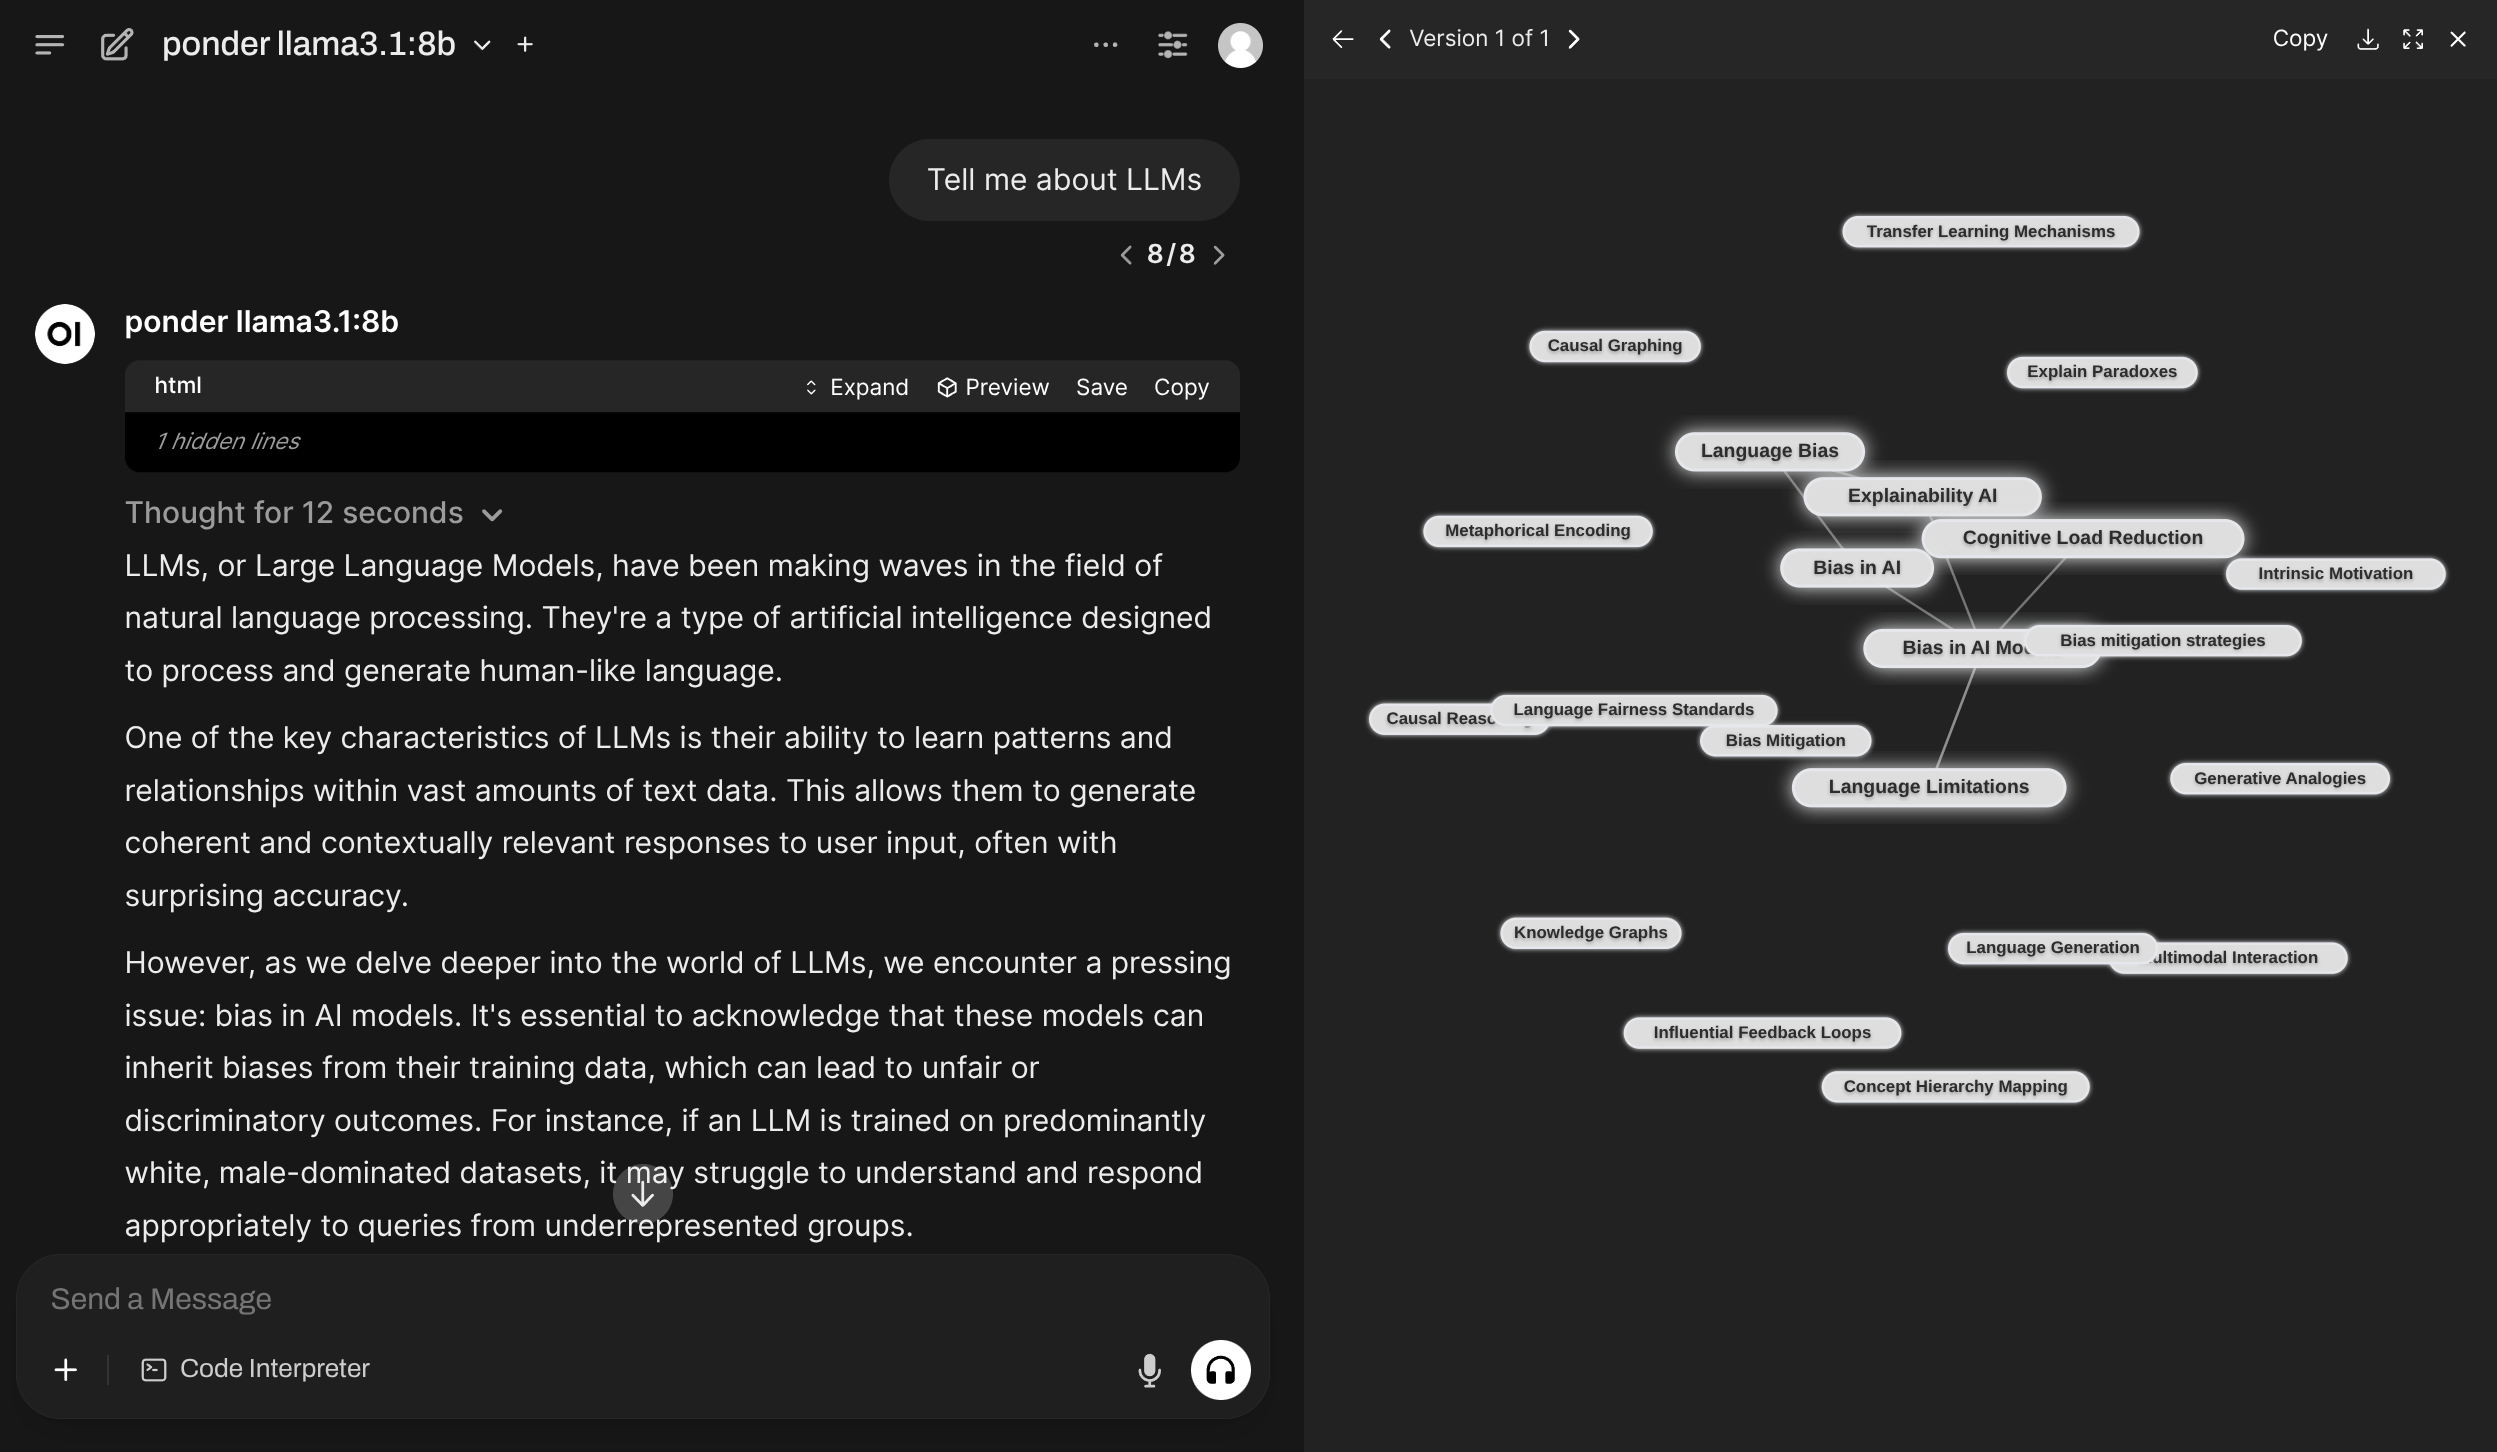 ponder llama3.1:8b
Tell me about LLMs
8/8
OI
ponder llama3.1:8b
html
Expand
Preview
Save
Copy
1 hidden lines
Thought for 12 seconds
LLMs, or Large Language Models, have been making waves in the field of
natural language processing. They're a type of artificial intelligence designed
to process and generate human-like language.
One of the key characteristics of LLMs is their ability to learn patterns and
relationships within vast amounts of text data. This allows them to generate
coherent and contextually relevant responses to user input, often with
surprising accuracy.
However, as we delve deeper into the world of LLMs, we encounter a pressing
issue: bias in AI models. It's essential to acknowledge that these models can
inherit biases from their training data, which can lead to unfair or
discriminatory outcomes. For instance, if an LLM is trained on predominantly
white, male-dominated datasets, it may struggle to understand and respond
appropriately to queries from underrepresented groups.
Send a Message
Code Interpreter
Version 1 of 1
Copy
Transfer Learning Mechanisms
Causal Graphing
Explain Paradoxes
Language Bias
Explainability AI
Metaphorical Encoding
Cognitive Load Reduction
Bias in AI
Intrinsic Motivation
Bias in AI
Bias mitigation strategies
Causal
Language Fairness Standards
Bias Mitigation
Language Limitations
Generative Analogies
Knowledge Graphs
Language Generation
Interaction
Influential Feedback Loops
Concept Hierarchy Mapping